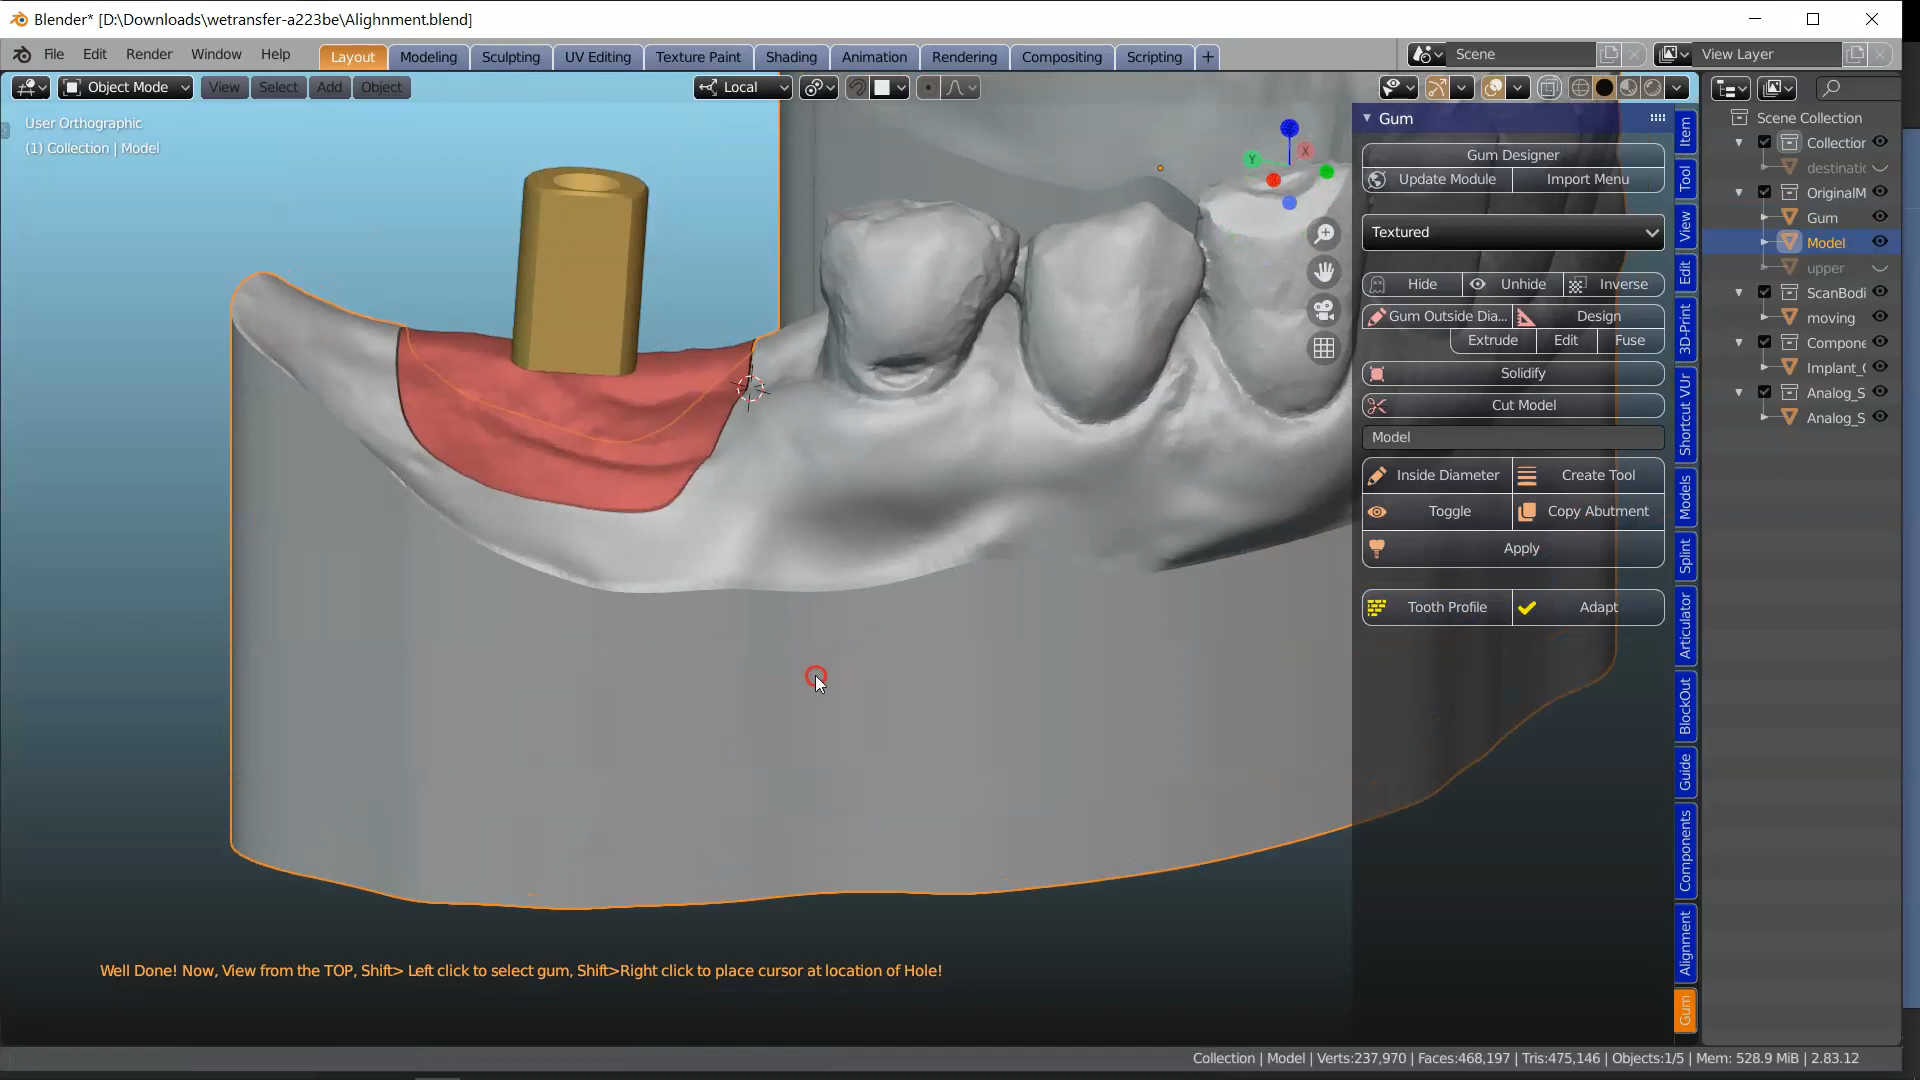 Blender* [D:\Downloads\wetransfer-a223be\Alighnment.blend]
File Edit Render Window Help
Layout Modeling Sculpting UV Editing Texture Paint Shading Animation Rendering Compositing Scripting +
Scene
View Layer
Object Mode View Select Add Object
Local
User Orthographic
(1) Collection | Model
Y
X
Gum
Gum Designer
Update Module Import Menu
Textured
Hide Unhide Inverse
Gum Outside Dia... Design
Extrude Edit Fuse
Solidify
Cut Model
Model
Inside Diameter Create Tool
Toggle Copy Abutment
Apply
Tooth Profile Adapt
Item
Tool
View
Edit
3D-Print
Shortcut VUr
Models
Splint
Articulator
BlockOut
Guide
Components
Alignment
Gum
Scene Collection
Collection
destinatic
OriginalM
Gum
Model
upper
ScanBodi
moving
Compone
Implant_(
Analog_S
Analog_S
Well Done! Now, View from the TOP, Shift> Left click to select gum, Shift>Right click to place cursor at location of Hole!
Collection | Model | Verts:237,970 | Faces:468,197 | Tris:475,146 | Objects:1/5 | Mem: 528.9 MiB | 2.83.12